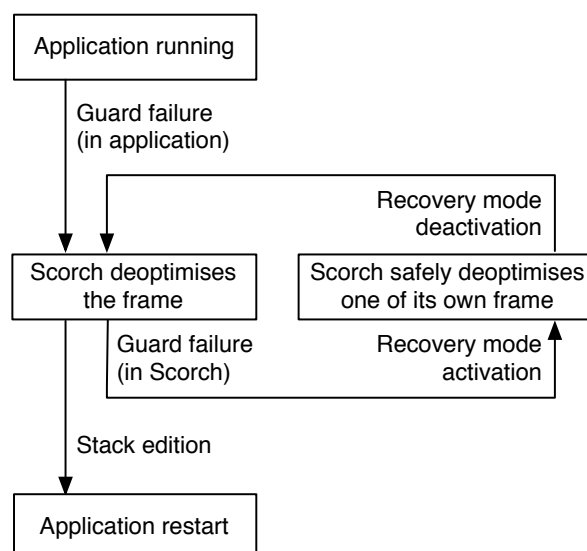 Application running
Guard failure
(in application)
Recovery mode
deactivation
Scorch deoptimises
the frame
Scorch safely deoptimises
one of its own frame
Guard failure
(in Scorch)
Recovery mode
activation
Stack edition
Application restart